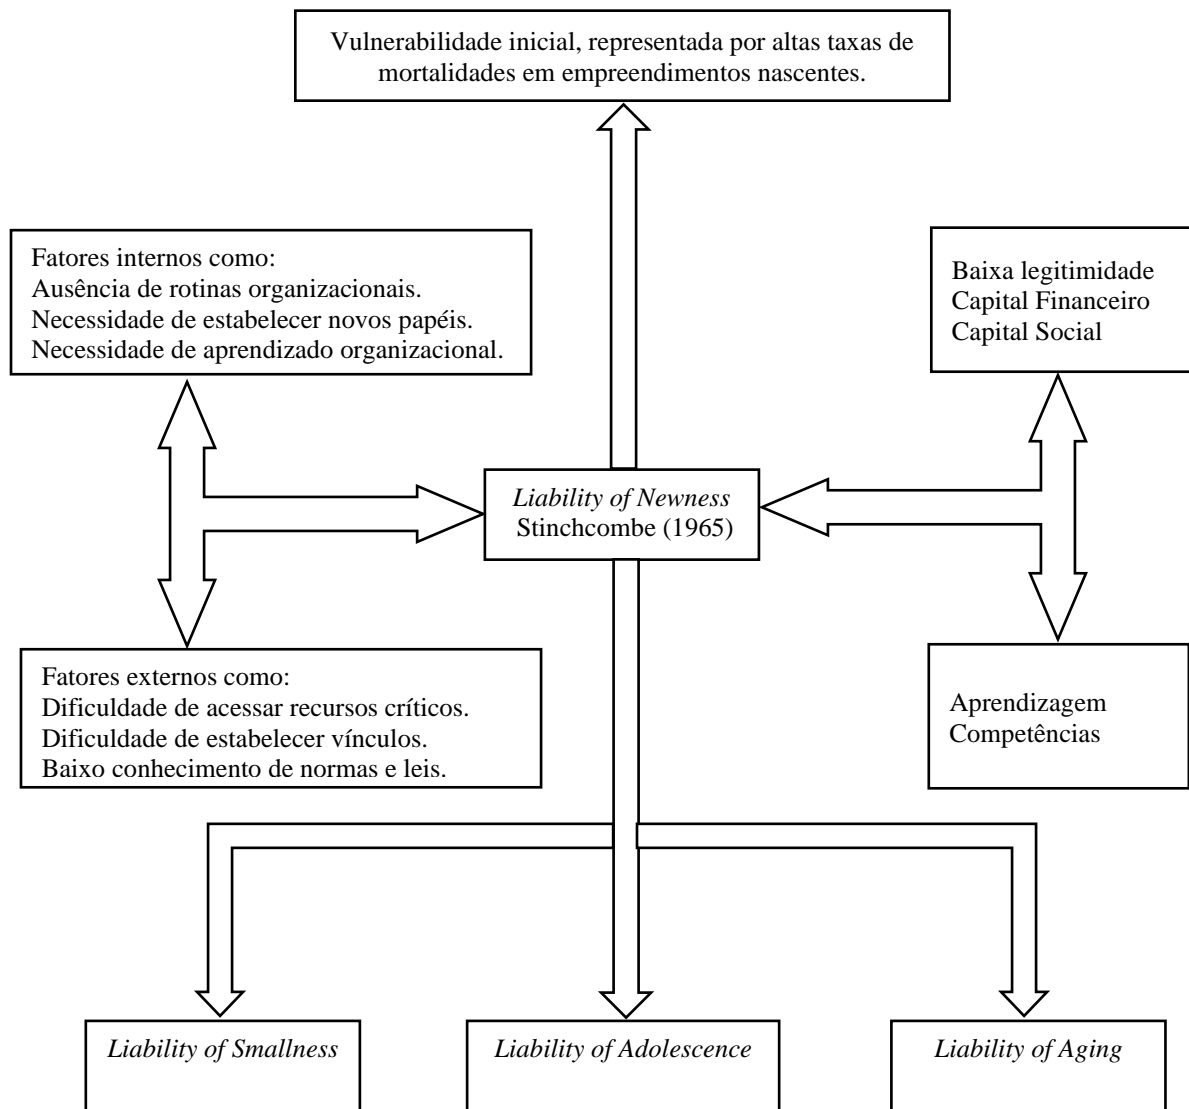 Vulnerabilidade inicial, representada por altas taxas de
mortalidades em empreendimentos nascentes.
Fatores internos como:
Ausência de rotinas organizacionais.
Necessidade de estabelecer novos papéis.
Necessidade de aprendizado organizacional.
Baixa legitimidade
Capital Financeiro
Capital Social
Liability of Newness
Stinchcombe (1965)
Fatores externos como:
Dificuldade de acessar recursos críticos.
Dificuldade de estabelecer vínculos.
Baixo conhecimento de normas e leis.
Aprendizagem
Competências
Liability of Smallness
Liability of Adolescence
Liability of Aging